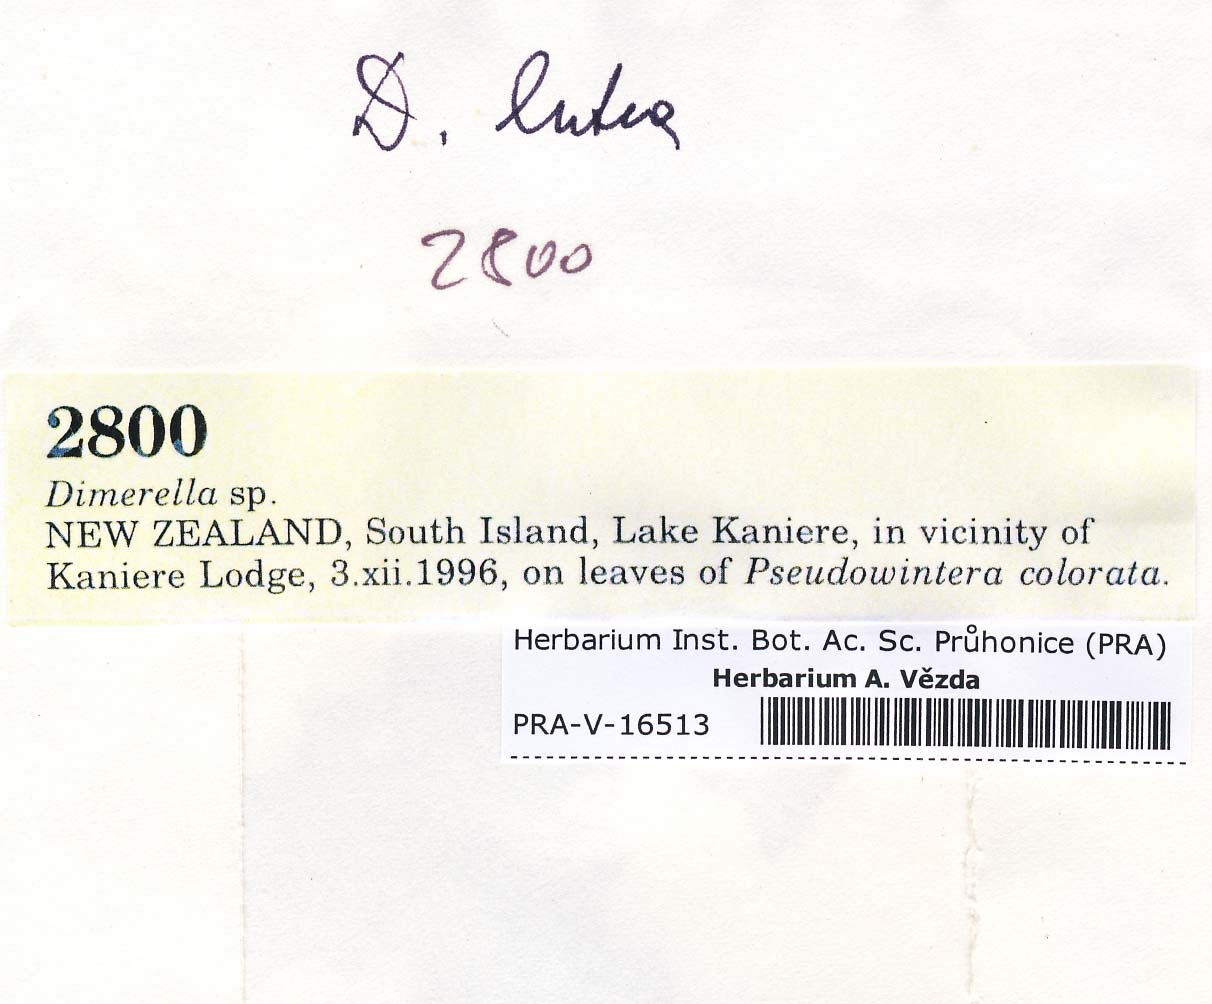 D. lutea
2800
2800
Dimerella sp.
NEW ZEALAND, South Island, Lake Kaniere, in vicinity of
Kaniere Lodge, 3.xii.1996, on leaves of Pseudowintera colorata.
Herbarium Inst. Bot. Ac. Sc. Průhonice (PRA)
Herbarium A. Vězda
PRA-V-16513